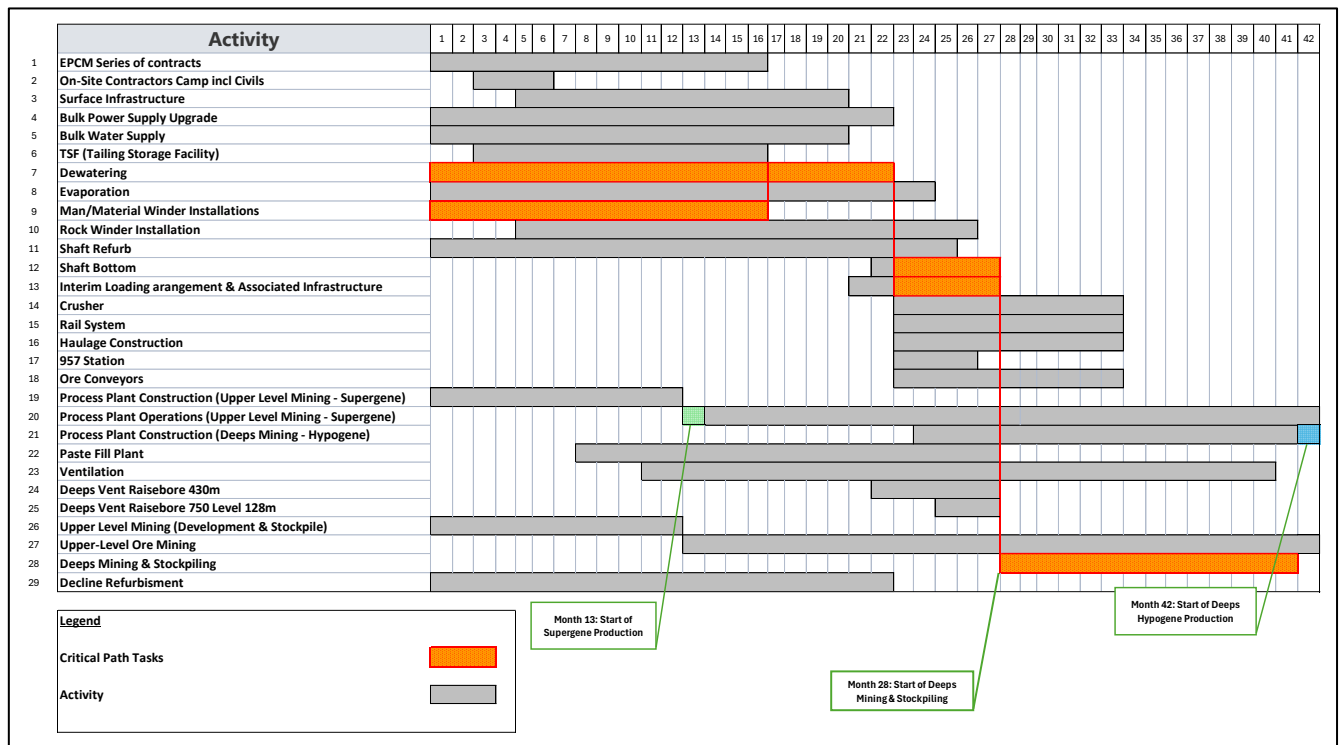 Activity 1 2 3 4 5 6 7 8 9 10 11 12 13 14 15 16 17 18 19 20 21 22 23 24 25 26 27 28 29 30 31 32 33 34 35 36 37 38 39 40 41 42
1 EPCM Series of contracts
2 On-Site Contractors Camp incl Civils
3 Surface Infrastructure
4 Bulk Power Supply Upgrade
5 Bulk Water Supply
6 TSF (Tailing Storage Facility)
7 Dewatering
8 Evaporation
9 Man/Material Winder Installations
10 Rock Winder Installation
11 Shaft Refurb
12 Shaft Bottom
13 Interim Loading arangement & Associated Infrastructure
14 Crusher
15 Rail System
16 Haulage Construction
17 957 Station
18 Ore Conveyors
19 Process Plant Construction (Upper Level Mining - Supergene)
20 Process Plant Operations (Upper Level Mining - Supergene)
21 Process Plant Construction (Deeps Mining - Hypogene)
22 Paste Fill Plant
23 Ventilation
24 Deeps Vent Raisebore 430m
25 Deeps Vent Raisebore 750 Level 128m
26 Upper Level Mining (Development & Stockpile)
27 Upper-Level Ore Mining
28 Deeps Mining & Stockpiling
29 Decline Refurbisment
Legend
Critical Path Tasks
Activity
Month 13: Start of
Supergene Production
Month 28: Start of Deeps
Mining & Stockpiling
Month 42: Start of Deeps
Hypogene Production